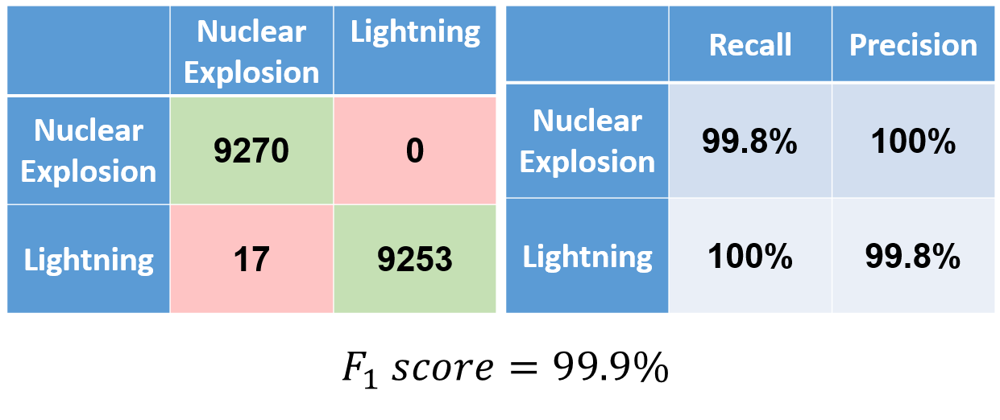 Nuclear Explosion Lightning
Nuclear Explosion 9270 0
Lightning 17 9253
Recall Precision
Nuclear Explosion 99.8% 100%
Lightning 100% 99.8%
F₁ score = 99.9%